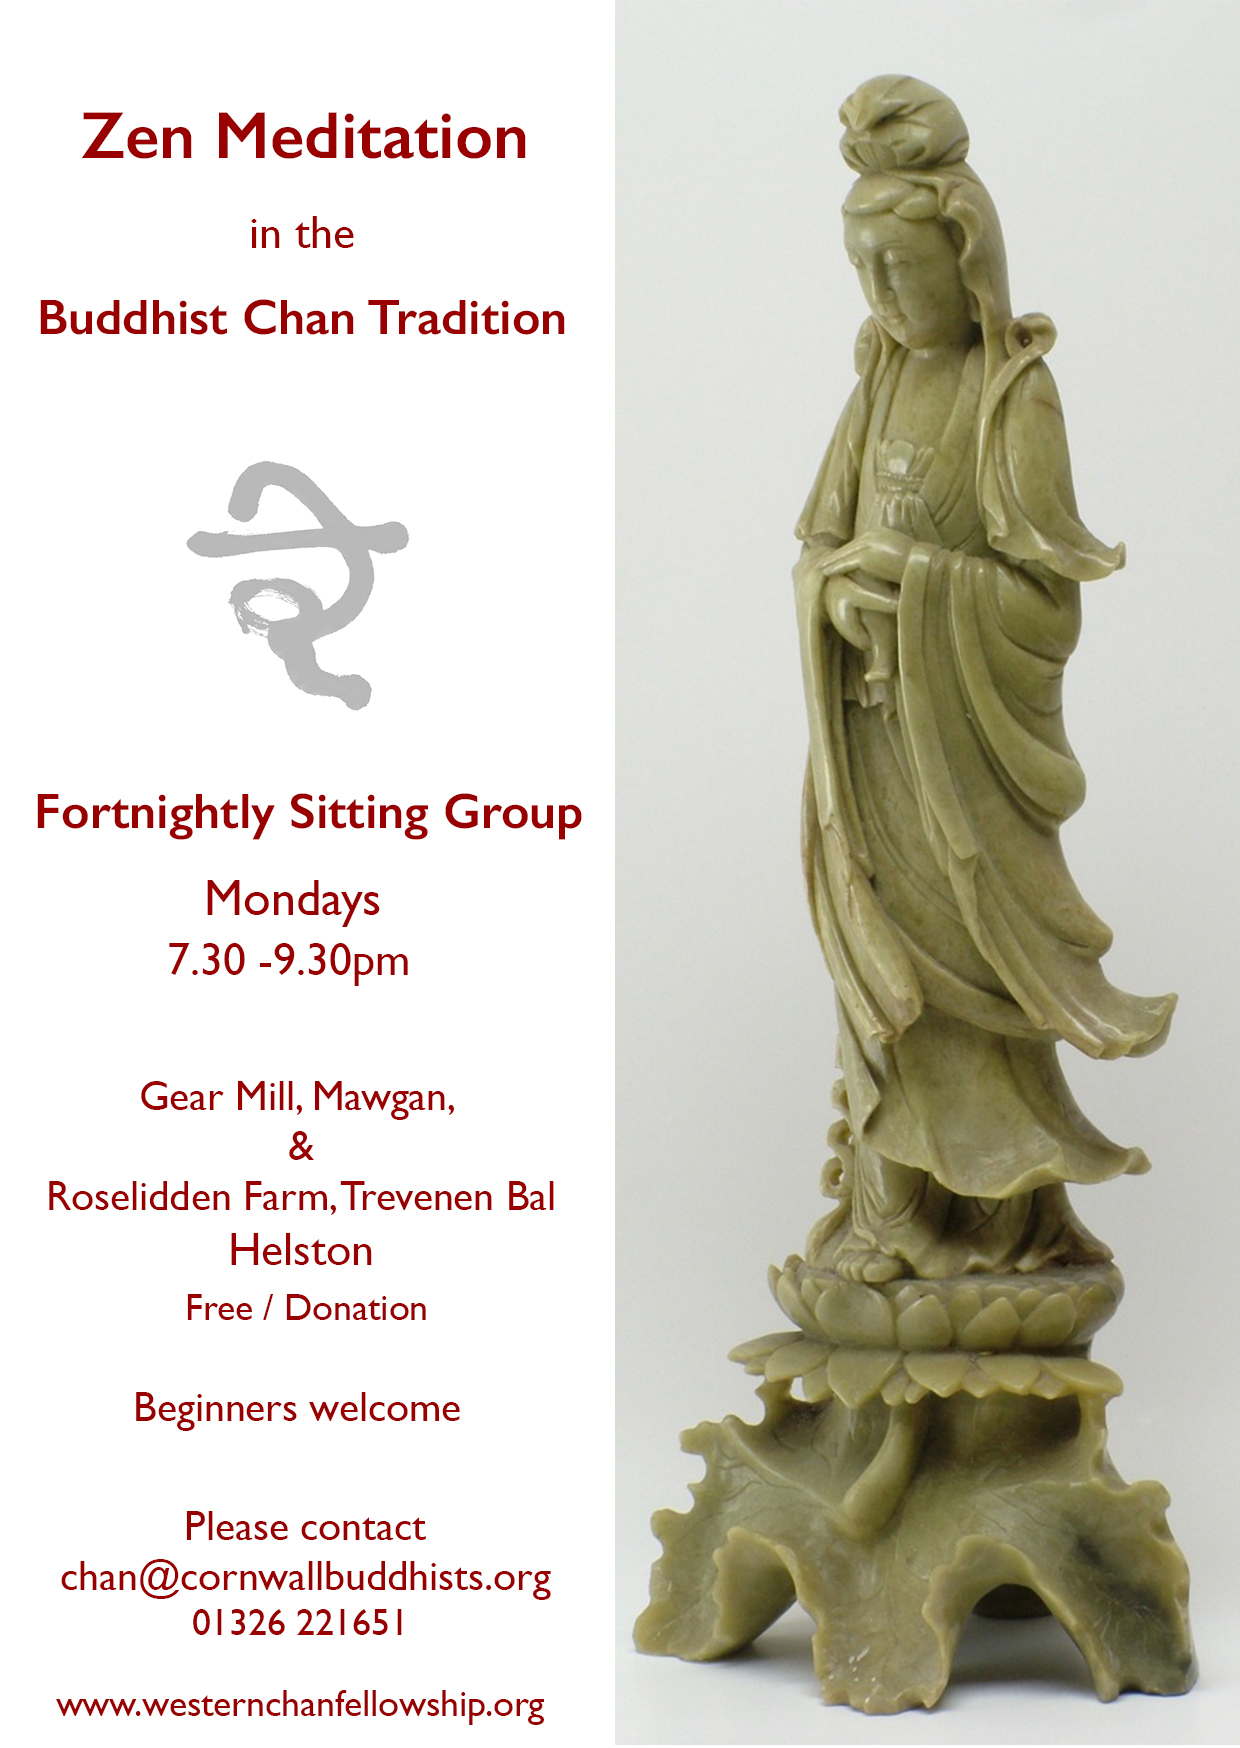 Zen Meditation
in the
Buddhist Chan Tradition
Fortnightly Sitting Group
Mondays
7.30 -9.30pm
Gear Mill, Mawgan,
&
Roselidden Farm, Trevenen Bal
Helston
Free / Donation
Beginners welcome
Please contact
chan@cornwallbuddhists.org
01326 221651
www.westernchanfellowship.org